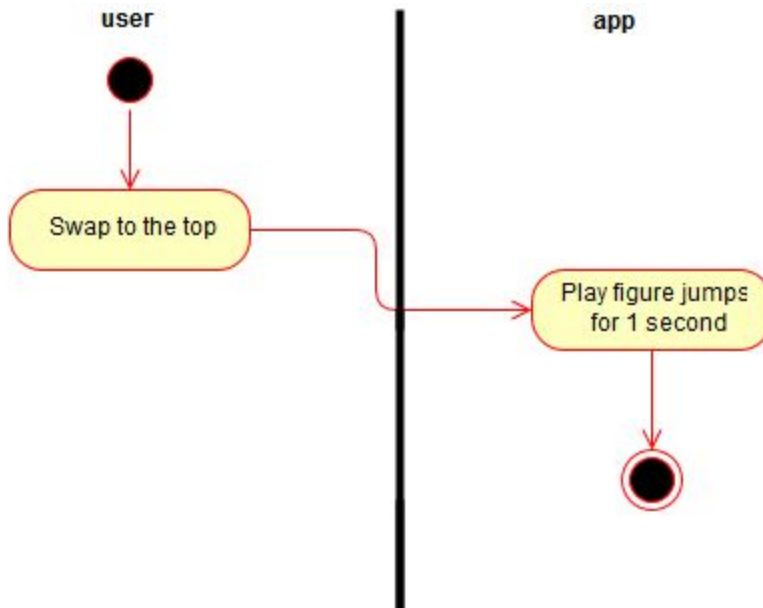 user
app
Swap to the top
Play figure jumps
for 1 second